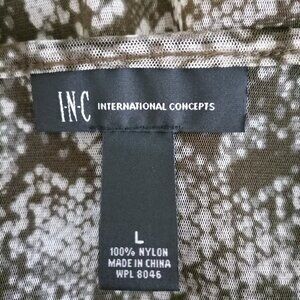 I·N·C INTERNATIONAL CONCEPTS
L
100% NYLON
MADE IN CHINA
WPL 8046